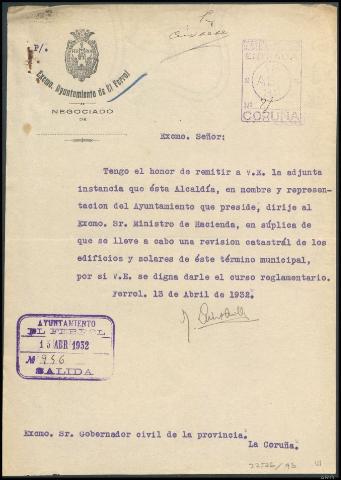 P/.
Excmo. Ayuntamiento de El Ferrol
NEGOCIADO
DE
ENTRADA
CORUÑA
Excmo. Señor:
Tengo el honor de remitir a V.E. la adjunta
instancia que ésta Alcaldía, en nombre y represen-
tacion del Ayuntamiento que preside, dirije al
Excmo. Sr. Ministro de Hacienda, en súplica de
que se lleve a cabo una revision catastrál de los
edificios y solares de éste término municipal,
por si V.E. se digna darle el curso reglamentario.
Ferrol, 13 de Abril de 1932.
AYUNTAMIENTO
EL FERROL
13 ABR 1932
Nº 956
SALIDA
Excmo. Sr. Gobernador civil de la provincia.
La Coruña.